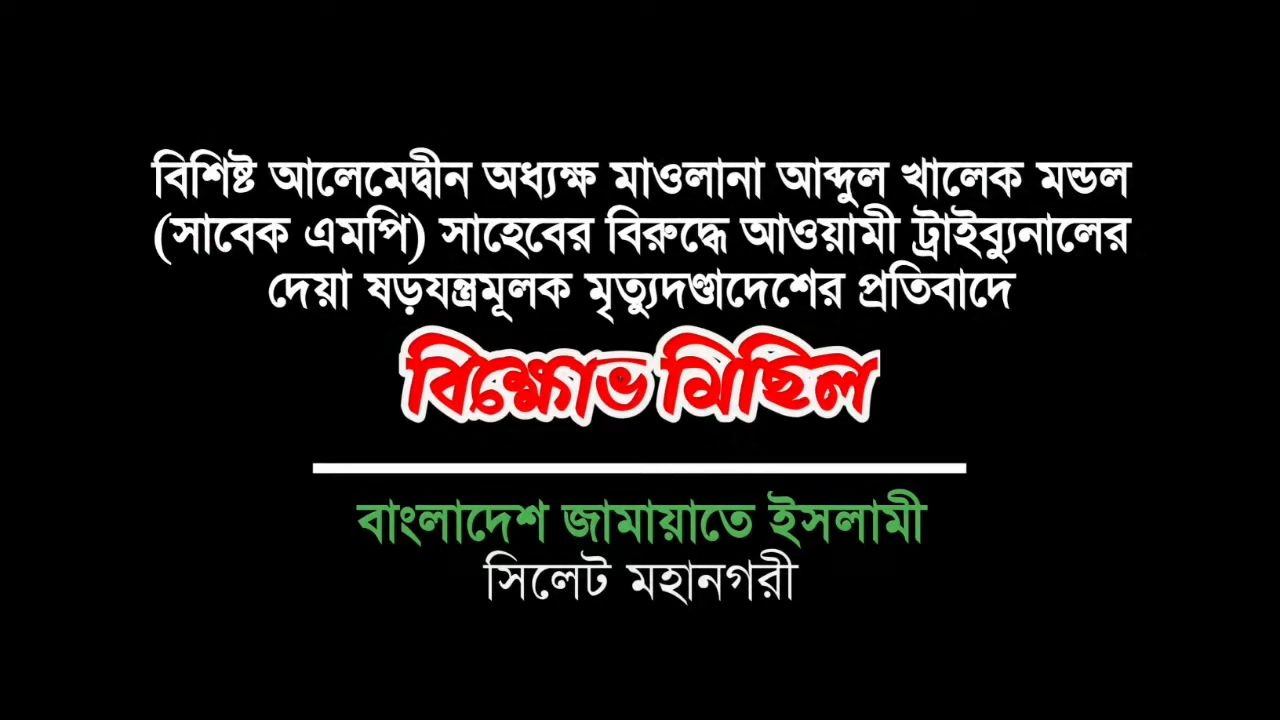 বিশিষ্ট আলেমেদ্বীন অধ্যক্ষ মাওলানা আব্দুল খালেক মন্ডল
(সাবেক এমপি) সাহেবের বিরুদ্ধে আওয়ামী ট্রাইব্যুনালের
দেয়া ষড়যন্ত্রমূলক মৃত্যুদণ্ডাদেশের প্রতিবাদে
বিক্ষোভ মিছিল
বাংলাদেশ জামায়াতে ইসলামী
সিলেট মহানগরী